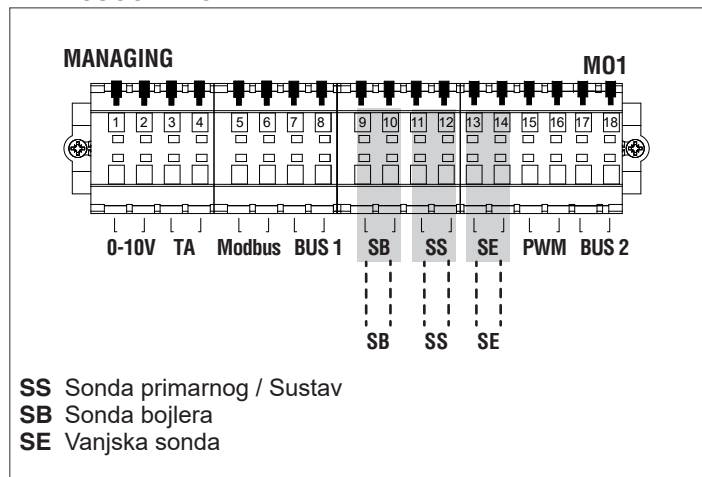 MANAGING M01
1 2 3 4 5 6 7 8 9 10 11 12 13 14 15 16 17 18
0-10V TA Modbus BUS 1 SB SS SE PWM BUS 2
SB SS SE
SS Sonda primarnog / Sustav
SB Sonda bojlera
SE Vanjska sonda